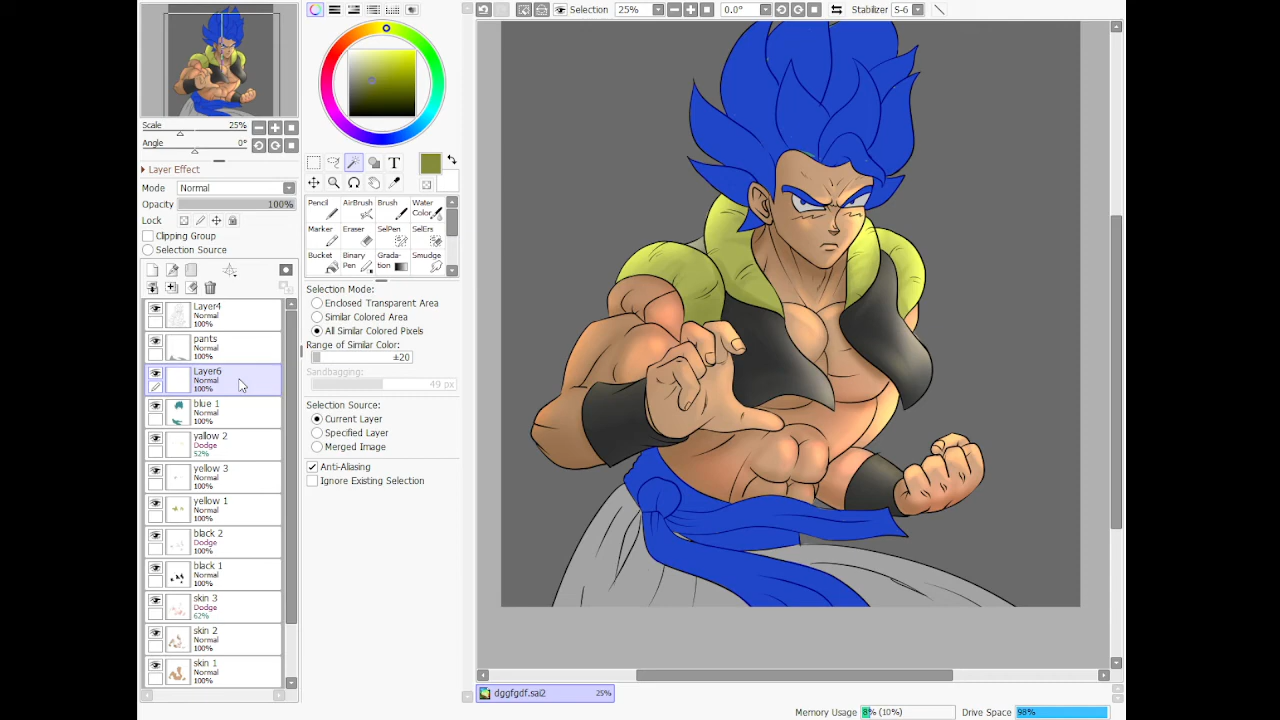 Selection
25%
0.0°
Stabilizer
S-6
Scale
25%
Angle
0°
Layer Effect
Mode
Normal
Opacity
100%
Lock
Clipping Group
Selection Source
Layer4
Normal
100%
pants
Normal
100%
Layer6
Normal
100%
blue 1
Normal
100%
yallow 2
Dodge
52%
yellow 3
Normal
100%
yellow 1
Normal
100%
black 2
Dodge
100%
black 1
Normal
100%
skin 3
Dodge
62%
skin 2
Normal
100%
skin 1
Normal
100%
T
Pencil
AirBrush
Brush
Water
Color
Marker
Eraser
SelPen
SelErs
Bucket
Binary
Pen
Grada-
tion
Smudge
Selection Mode:
Enclosed Transparent Area
Similar Colored Area
All Similar Colored Pixels
Range of Similar Color:
±20
Sandbagging:
49 px
Selection Source:
Current Layer
Specified Layer
Merged Image
Anti-Aliasing
Ignore Existing Selection
dggfgdf.sai2
25%
Memory Usage
8% (10%)
Drive Space
98%